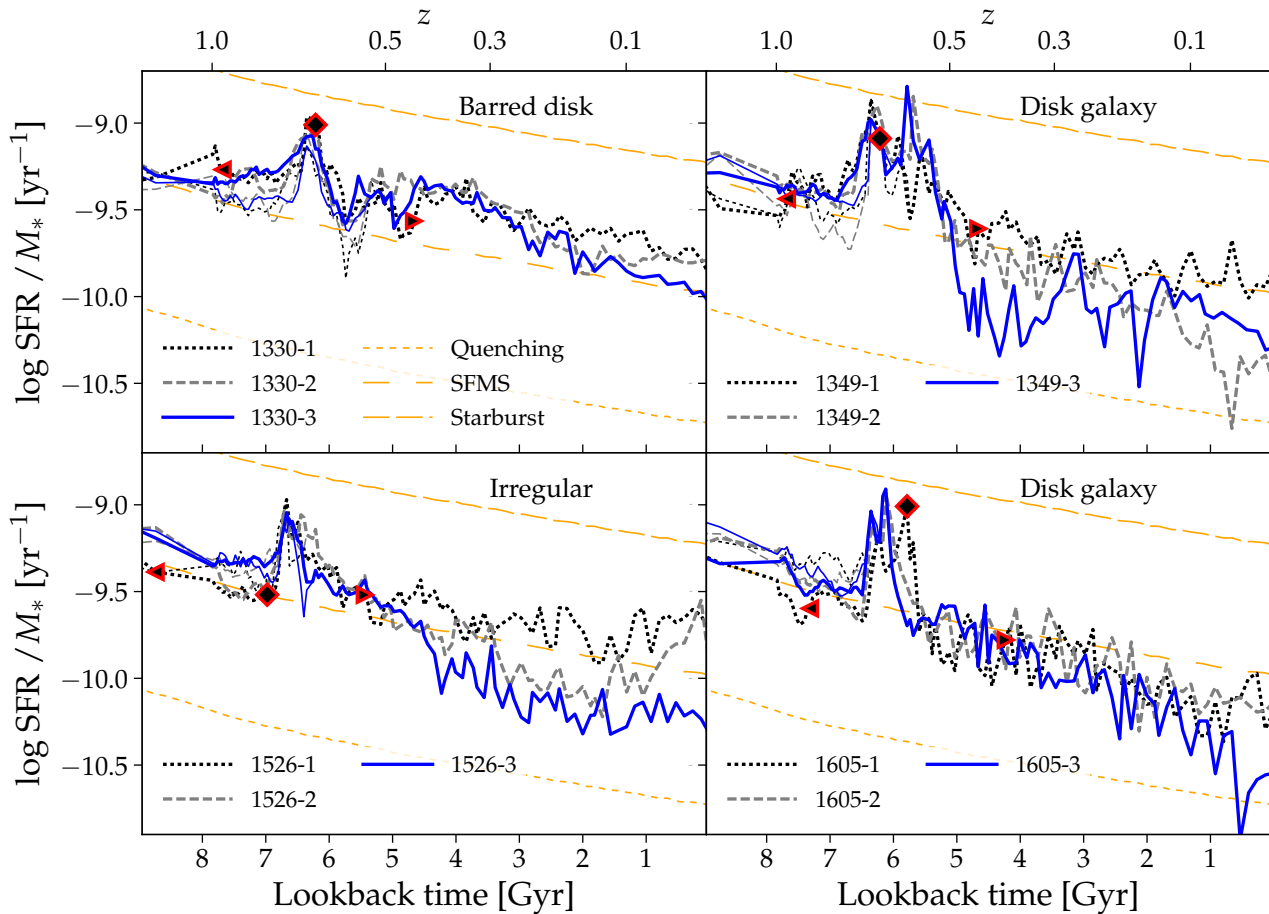 z z
1.0 0.5 0.3 0.1 1.0 0.5 0.3 0.1
Barred disk
Disk galaxy
log SFR / M* [yr⁻¹]
−9.0
−9.5
−10.0
−10.5
1330-1 Quenching
1330-2 SFMS
1330-3 Starburst
1349-1 1349-3
1349-2
Irregular
Disk galaxy
log SFR / M* [yr⁻¹]
−9.0
−9.5
−10.0
−10.5
1526-1 1526-3
1526-2
1605-1 1605-3
1605-2
8 7 6 5 4 3 2 1 8 7 6 5 4 3 2 1
Lookback time [Gyr] Lookback time [Gyr]